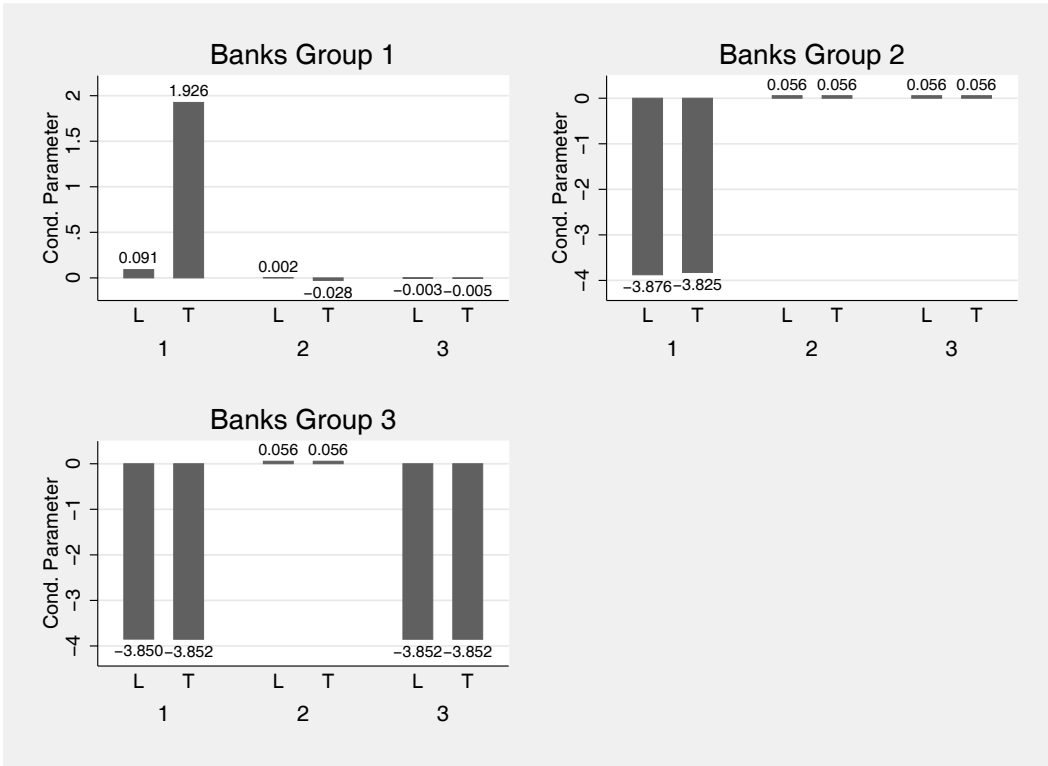 Banks Group 1
Cond. Parameter
2
1.5
1
.5
0
0.091
1.926
0.002
−0.028
−0.003
−0.005
L T L T L T
1 2 3
Banks Group 2
Cond. Parameter
0
−1
−2
−3
−4
−3.876
−3.825
0.056 0.056 0.056 0.056
L T L T L T
1 2 3
Banks Group 3
Cond. Parameter
0
−1
−2
−3
−4
0.056 0.056
−3.850 −3.852 −3.852 −3.852
L T L T L T
1 2 3